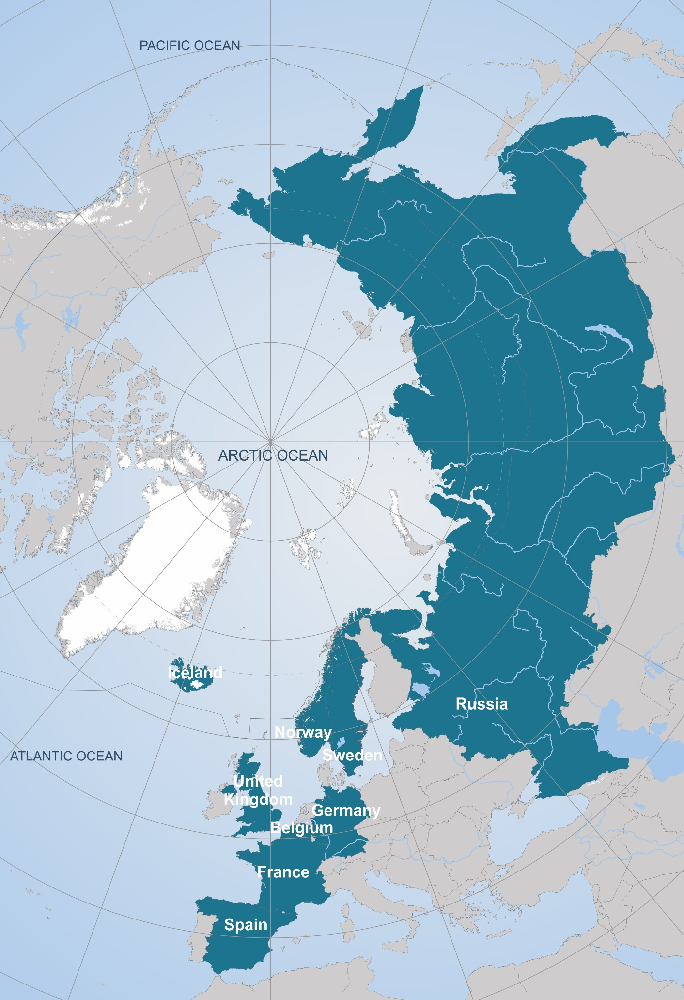 PACIFIC OCEAN
ARCTIC OCEAN
Iceland
Russia
Norway
ATLANTIC OCEAN
Sweden
United
Kingdom
Germany
Belgium
France
Spain